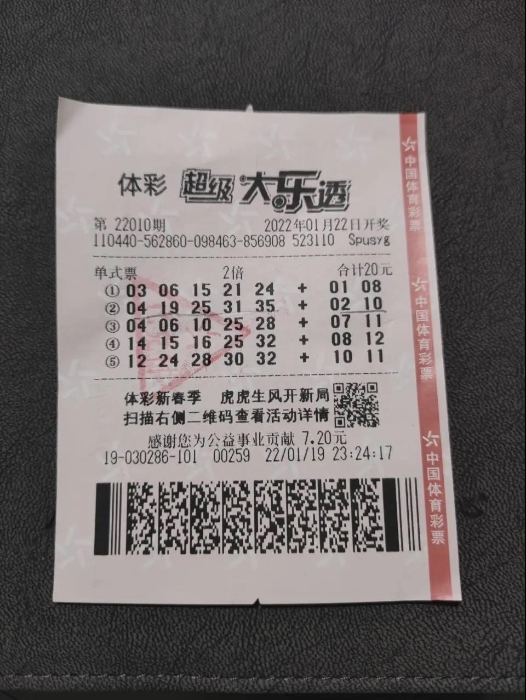 体彩 超级大乐透
第 22010期 2022年01月22日开奖
110440-562860-098463-856908 523110 Spusyg
单式票 2倍 合计20元
① 03 06 15 21 24 + 01 08
② 04 19 25 31 35 + 02 10
③ 04 06 10 25 28 + 07 11
④ 14 15 16 25 32 + 08 12
⑤ 12 24 28 30 32 + 10 11
体彩新春季 虎虎生风开新局
扫描右侧二维码查看活动详情
感谢您为公益事业贡献 7.20元
19-030286-101 00259 22/01/19 23:24:17
中国体育彩票
中国体育彩票
中国体育彩票